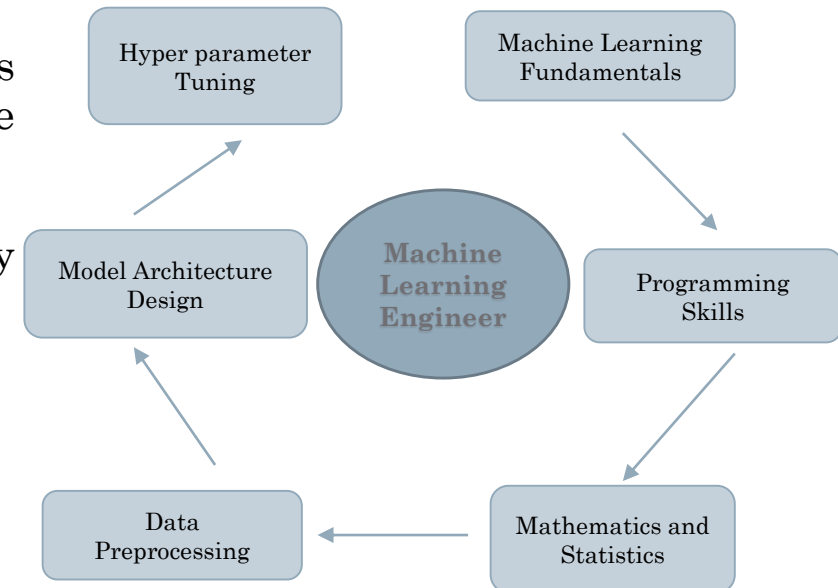 s
e
y
Hyper parameter
Tuning
Machine Learning
Fundamentals
Model Architecture
Design
Machine
Learning
Engineer
Programming
Skills
Data
Preprocessing
Mathematics and
Statistics